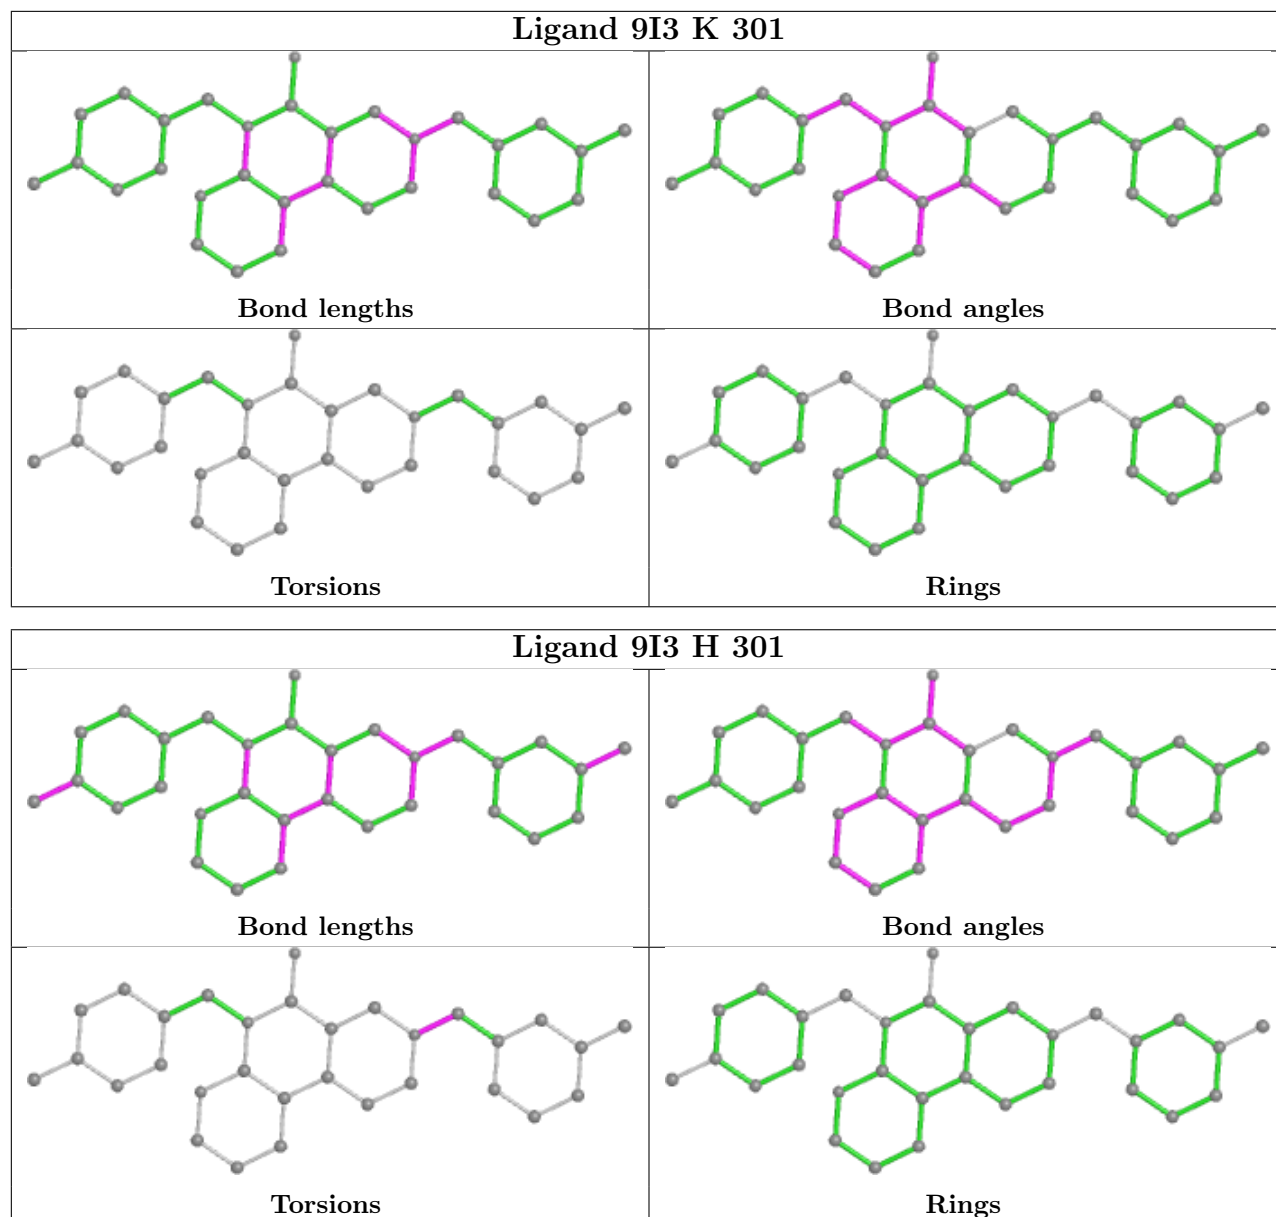 Ligand 9I3 K 301
Bond lengths
Bond angles
Torsions
Rings
Ligand 9I3 H 301
Bond lengths
Bond angles
Torsions
Rings